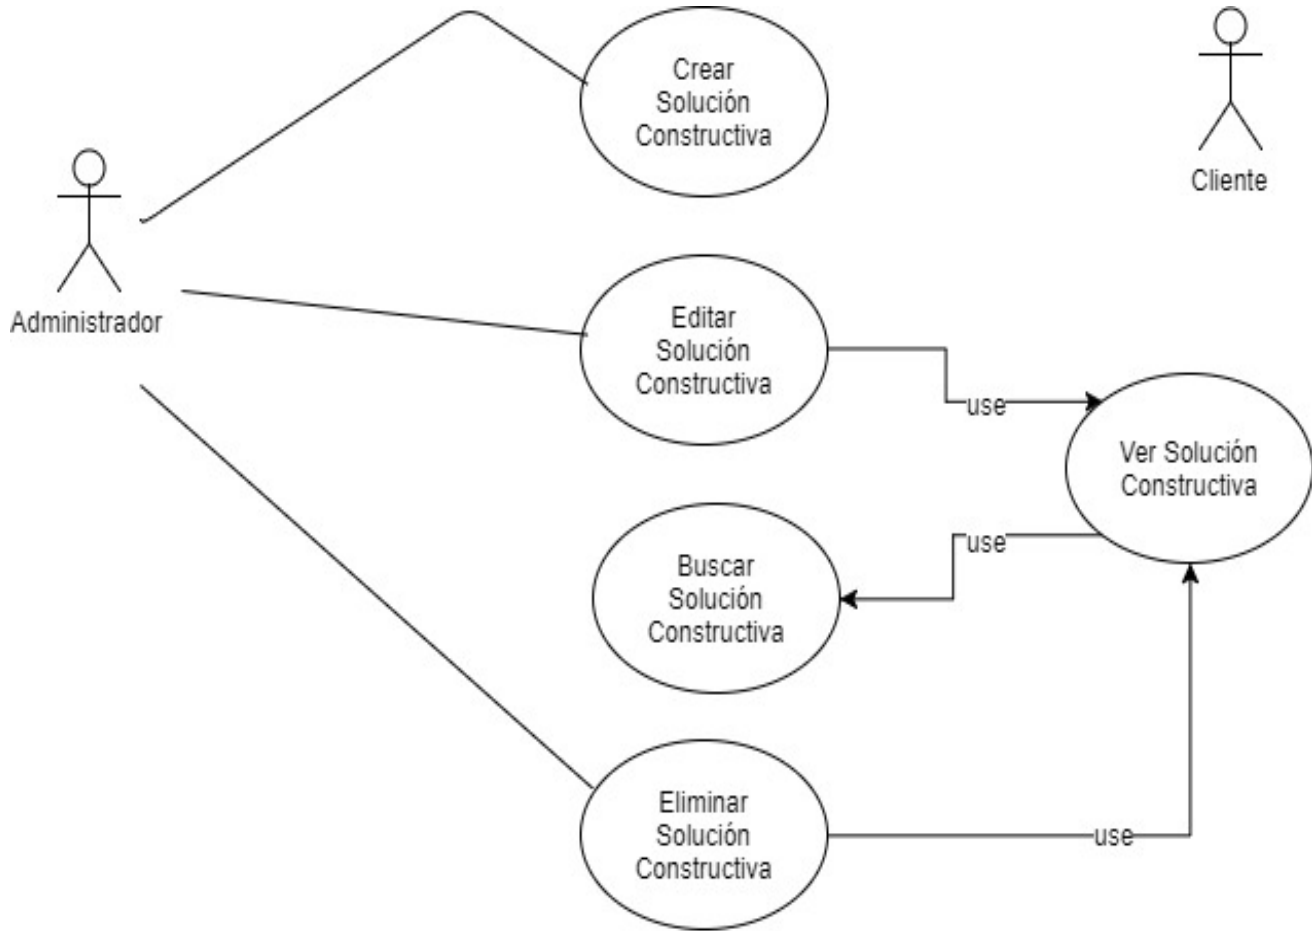 Crear
Solución
Constructiva
Cliente
Administrador
Editar
Solución
Constructiva
use
Ver Solución
Constructiva
use
Buscar
Solución
Constructiva
Eliminar
Solución
Constructiva
use